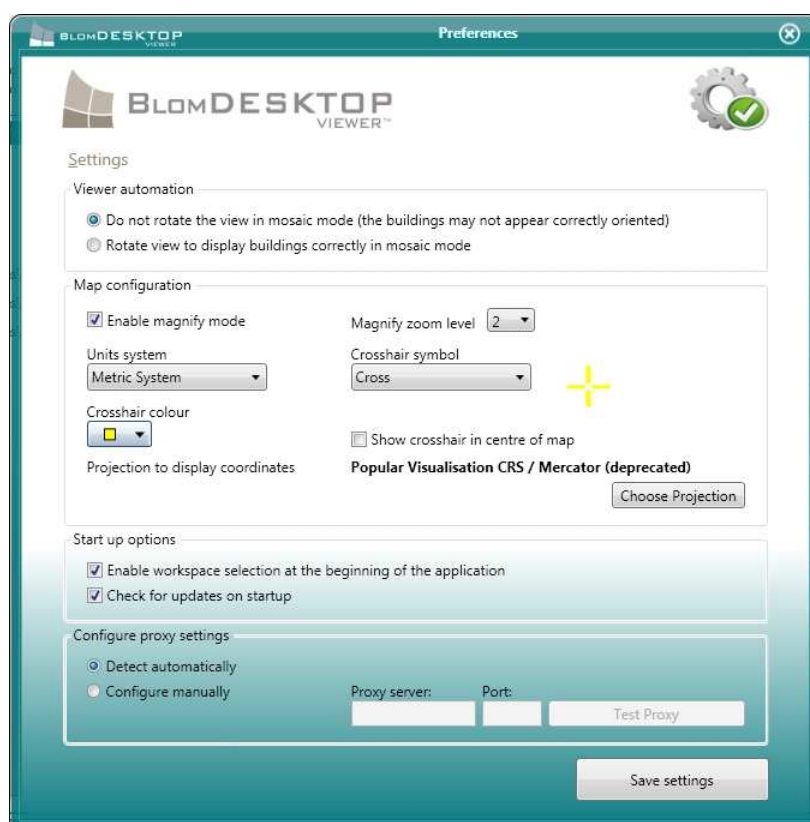 BLOMDESKTOP
VIEWER
Preferences
BLOMDESKTOP
VIEWER™
Settings
Viewer automation
Do not rotate the view in mosaic mode (the buildings may not appear correctly oriented)
Rotate view to display buildings correctly in mosaic mode
Map configuration
Enable magnify mode
Magnify zoom level 2
Units system
Crosshair symbol
Metric System
Cross
Crosshair colour
Show crosshair in centre of map
Projection to display coordinates
Popular Visualisation CRS / Mercator (deprecated)
Choose Projection
Start up options
Enable workspace selection at the beginning of the application
Check for updates on startup
Configure proxy settings
Detect automatically
Configure manually
Proxy server:
Port:
Test Proxy
Save settings